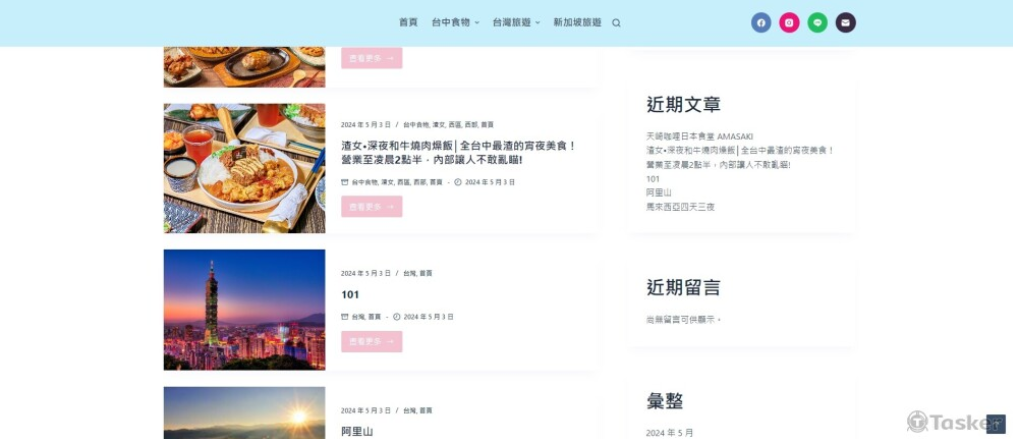 首頁 台中食物 台灣旅遊 新加坡旅遊
查看更多 →
2024 年 5 月 3 日 / 台中食物, 凜女, 西區, 西部, 首頁
渣女•深夜和牛燒肉燥飯│全台中最渣的宵夜美食！
營業至凌晨2點半，內部讓人不敢亂瞄!
台中食物, 凜女, 西區, 西部, 首頁 - 2024 年 5 月 3 日
查看更多 →
2024 年 5 月 3 日 / 台灣, 首頁
101
台灣, 首頁 - 2024 年 5 月 3 日
查看更多 →
2024 年 5 月 3 日 / 台灣, 首頁
阿里山
近期文章
天崎咖哩日本食堂 AMASAKI
渣女•深夜和牛燒肉燥飯│全台中最渣的宵夜美食！
營業至凌晨2點半，內部讓人不敢亂瞄!
101
阿里山
馬來西亞四天三夜
近期留言
尚無留言可供顯示。
彙整
2024 年 5 月
Tasker